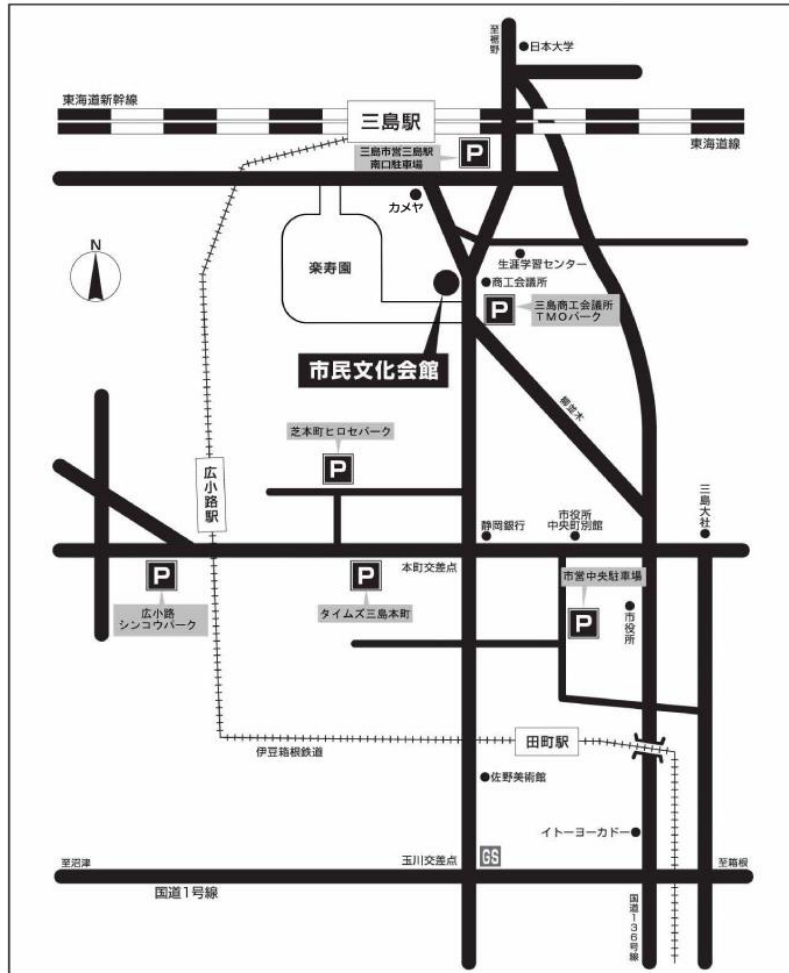 至裾野
日本大学
東海道新幹線
三島駅
東海道線
三島市営三島駅
南口駐車場
P
カメヤ
N
楽寿園
生涯学習センター
商工会議所
P
三島商工会議所
TMOパーク
市民文化会館
柳並木
芝本町ヒロセパーク
P
広小路駅
静岡銀行
市役所
中央町別館
三島大社
本町交差点
P
広小路
シンコウパーク
P
タイムズ三島本町
市営中央駐車場
P
市役所
伊豆箱根鉄道
田町駅
佐野美術館
イトーヨーカドー
玉川交差点
GS
至沼津
至箱根
国道1号線
国道136号線